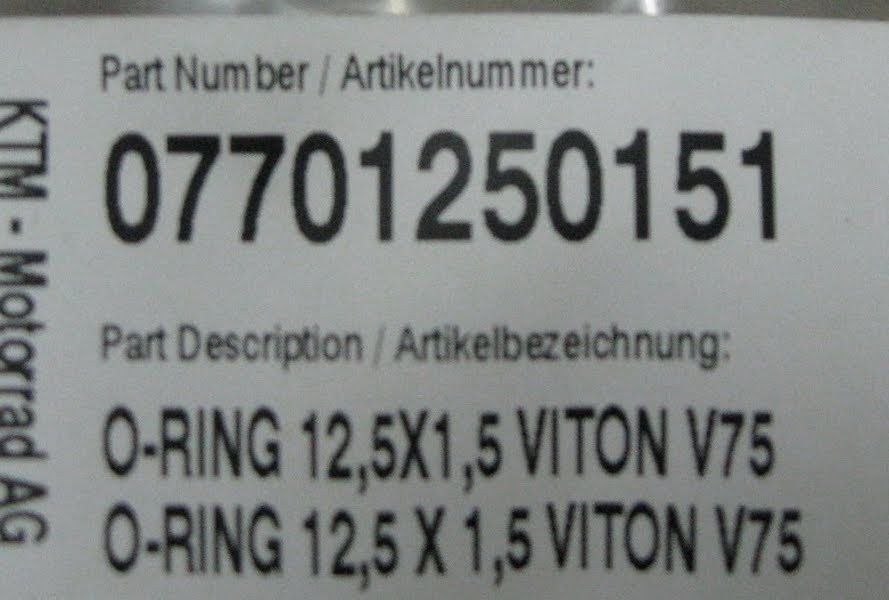 Part Number / Artikelnummer:
07701250151
Part Description / Artikelbezeichnung:
O-RING 12,5X1,5 VITON V75
O-RING 12,5 X 1,5 VITON V75
KTM - Motorrad AG